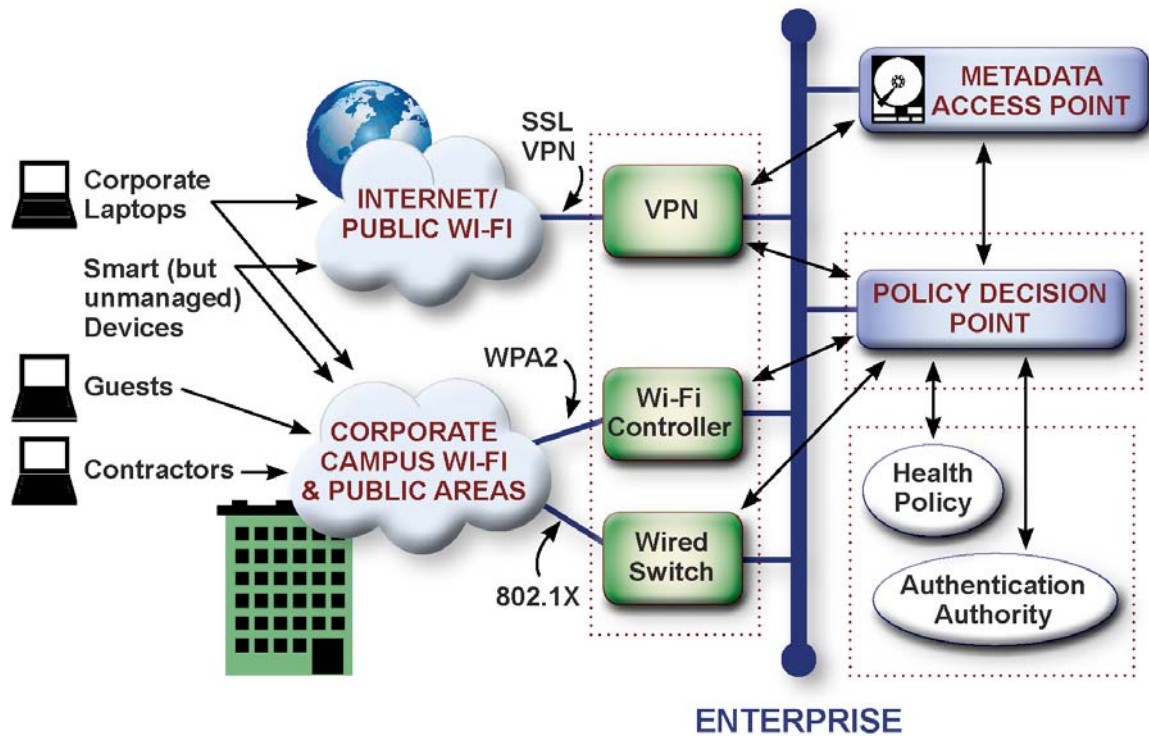 Corporate
Laptops
Smart (but
unmanaged)
Devices
Guests
Contractors
INTERNET/
PUBLIC WI-FI
SSL
VPN
CORPORATE
CAMPUS WI-FI
& PUBLIC AREAS
WPA2
802.1X
VPN
Wi-Fi
Controller
Wired
Switch
METADATA
ACCESS POINT
POLICY DECISION
POINT
Health
Policy
Authentication
Authority
ENTERPRISE